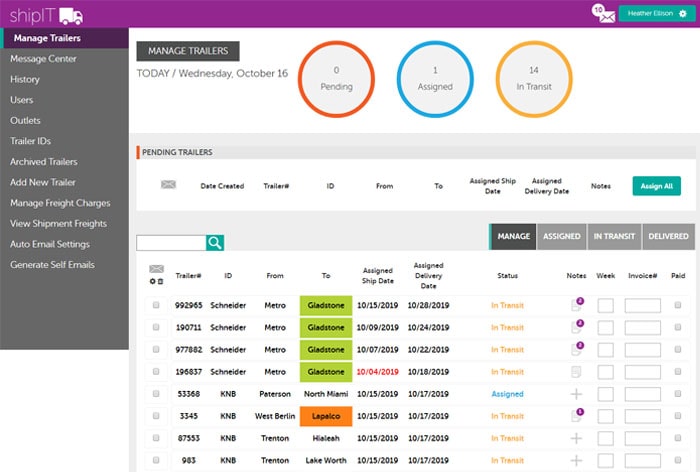 shipIT
10
Heather Ellison
Manage Trailers
Message Center
History
Users
Outlets
Trailer IDs
Archived Trailers
Add New Trailer
Manage Freight Charges
View Shipment Freights
Auto Email Settings
Generate Self Emails
MANAGE TRAILERS
TODAY / Wednesday, October 16
0 Pending
1 Assigned
14 In Transit
PENDING TRAILERS
Date Created Trailer# ID From To Assigned Ship Date Assigned Delivery Date Notes Assign All
MANAGE ASSIGNED IN TRANSIT DELIVERED
Trailer# ID From To Assigned Ship Date Assigned Delivery Date Status Notes Week Invoice# Paid
992965 Schneider Metro Gladstone 10/15/2019 10/28/2019 In Transit
190711 Schneider Metro Gladstone 10/09/2019 10/24/2019 In Transit
977882 Schneider Metro Gladstone 10/07/2019 10/22/2019 In Transit
196837 Schneider Metro Gladstone 10/04/2019 10/18/2019 In Transit
53368 KNB Paterson North Miami 10/15/2019 10/17/2019 Assigned
3345 KNB West Berlin Lapalco 10/15/2019 10/17/2019 In Transit 1
87553 KNB Trenton Hialeah 10/15/2019 10/17/2019 In Transit
983 KNB Trenton Lake Worth 10/15/2019 10/17/2019 In Transit